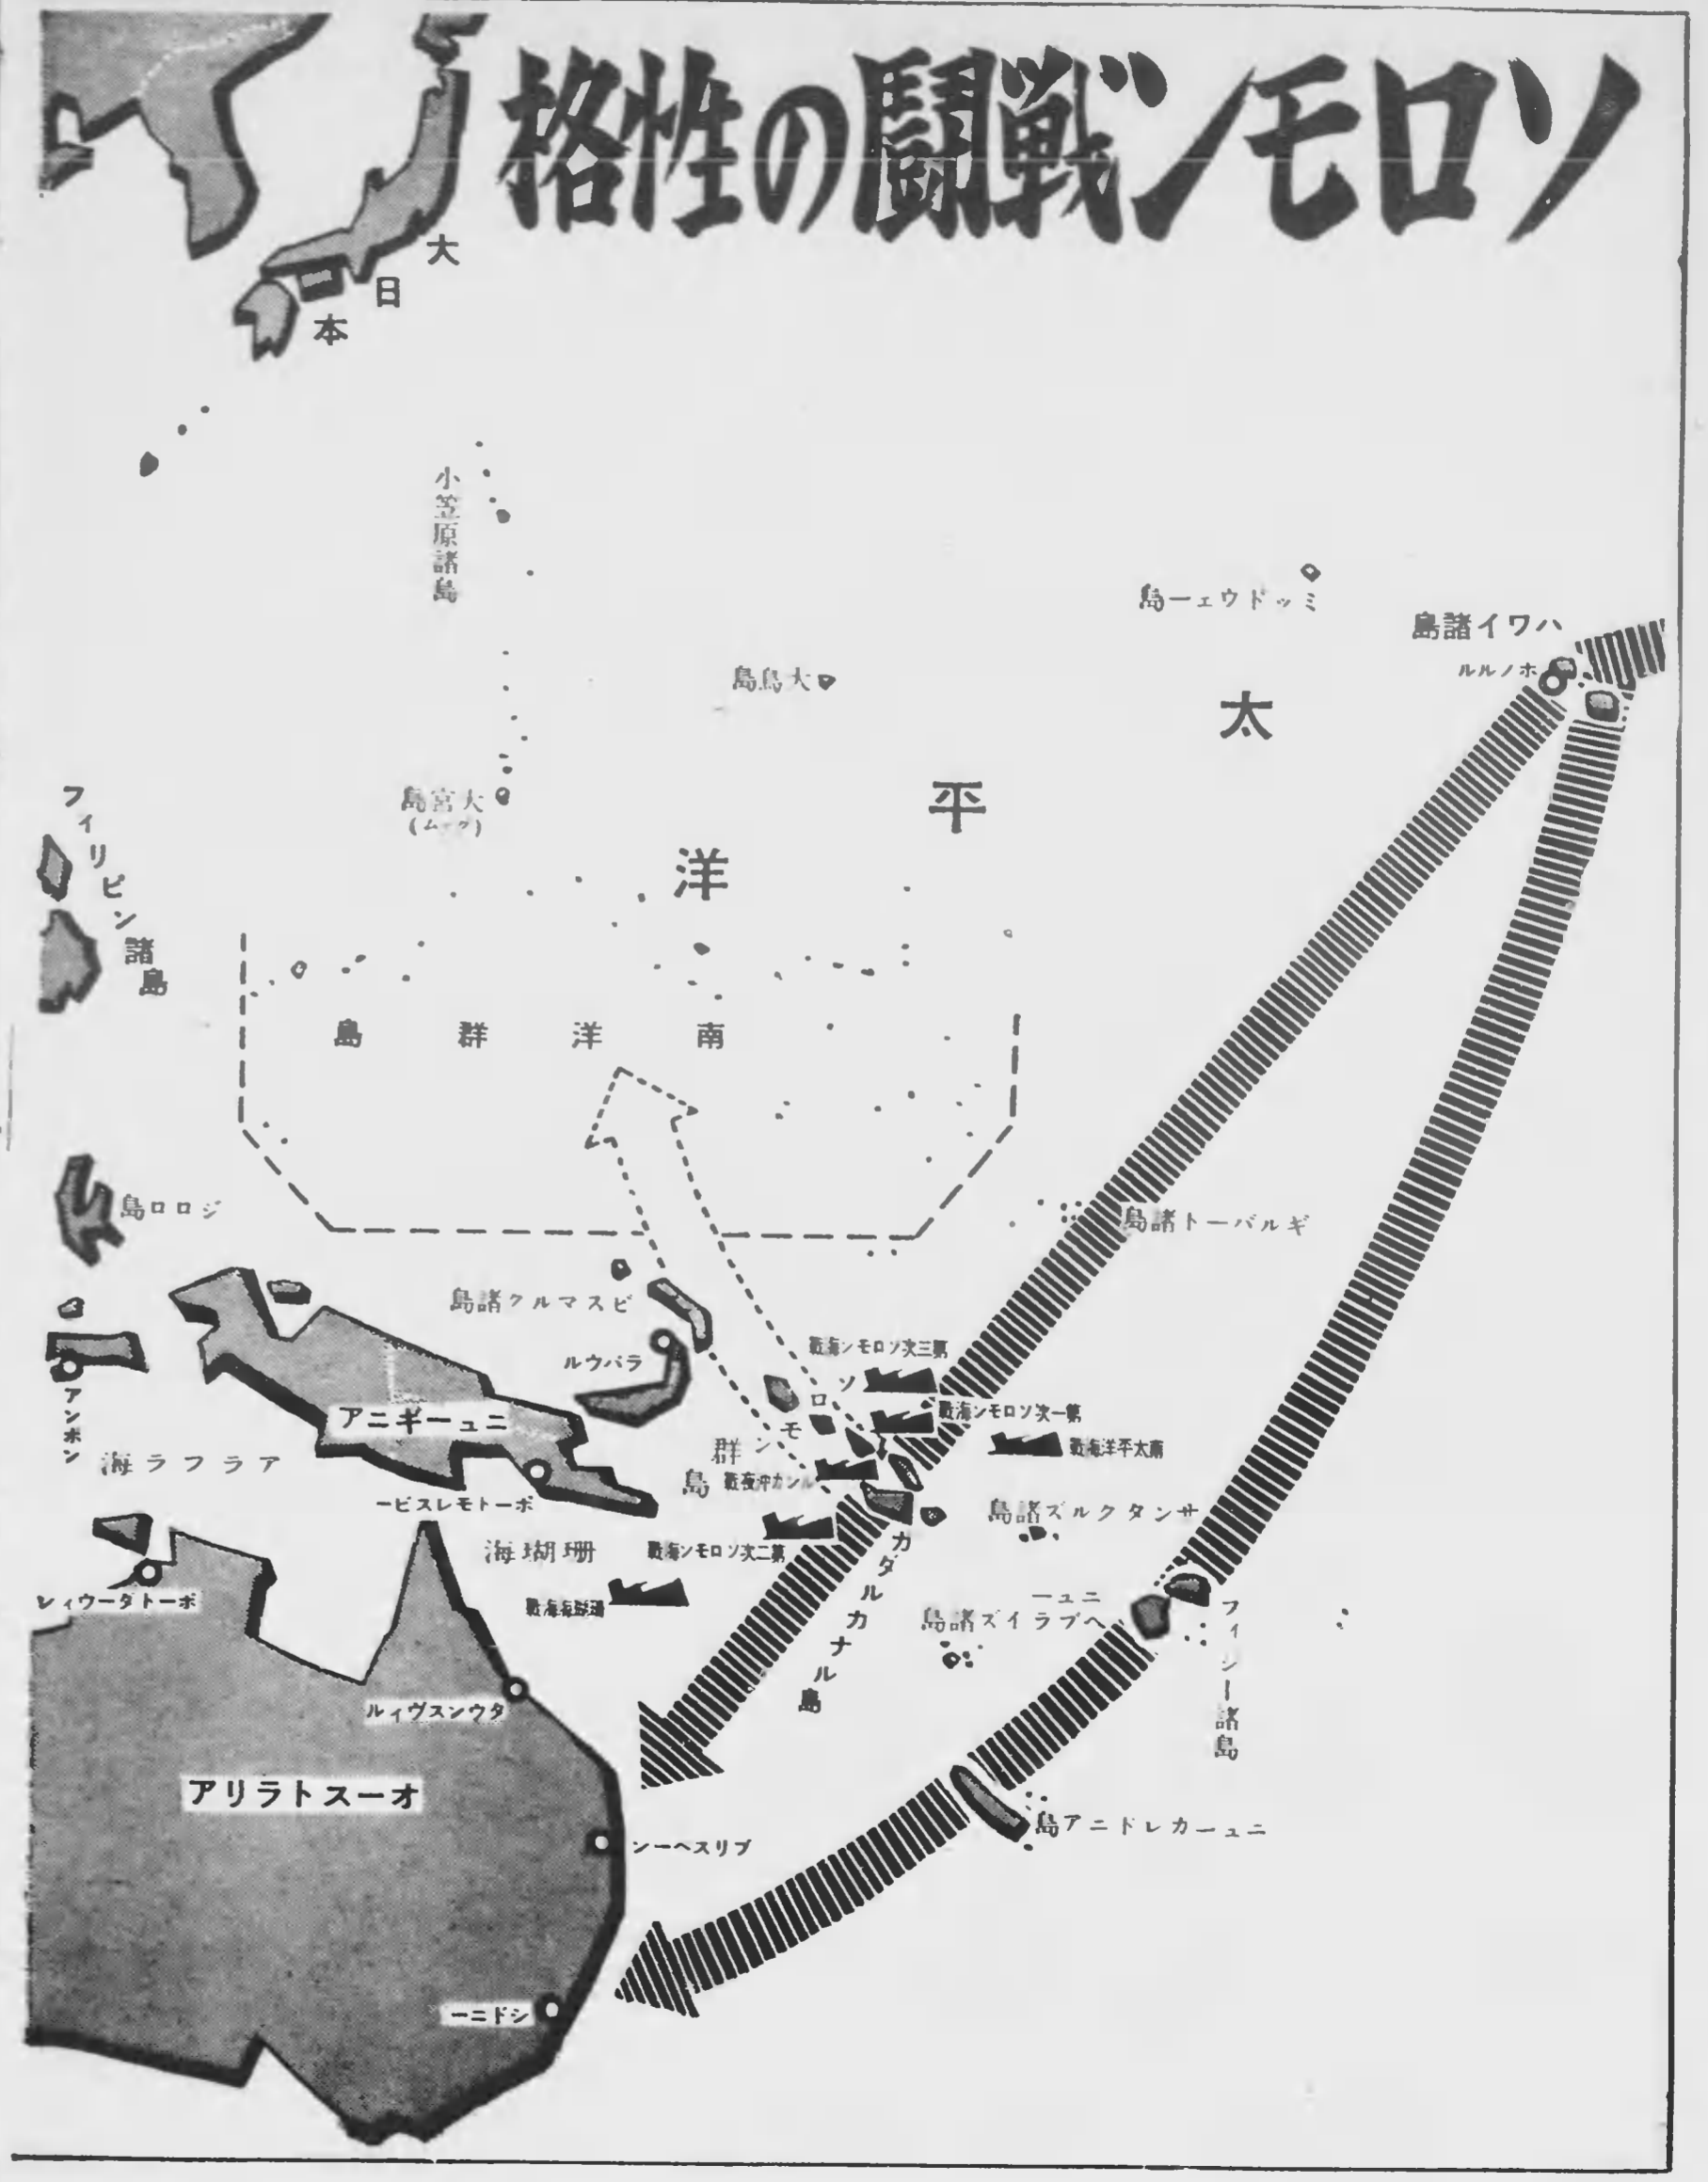 ソロモン戦闘の性格
大日本
小笠原諸島
ミッドウェー島
ハワイ諸島
ホノルル
大鳥島
太平洋
大宮島
(グァム)
フィリピン諸島
南洋群島
ジロロ島
ギルバート諸島
ビスマルク諸島
ラバウル
第三次ソロモン海戰
ソロモン群島
第一次ソロモン海戰
南太平洋海戰
アンボン
ニューギニア
アラフラ海
ルンガ沖夜戰
ポートモレスビー
サンタクルズ諸島
珊瑚海
第二次ソロモン海戰
ガダルカナル島
ポートダーウィン
珊瑚海海戰
ニューヘブライズ諸島
フィジー諸島
タウンスヴィル
オーストラリア
ニューカレドニア島
ブリスベーン
シドニー